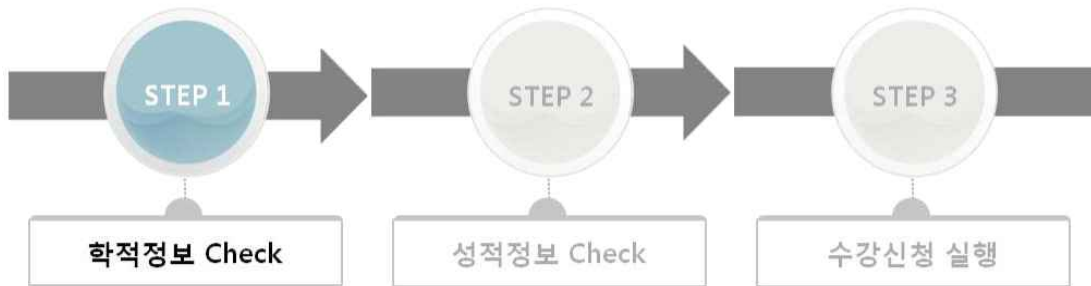 STEP 1
STEP 2
STEP 3
학적정보 Check
성적정보 Check
수강신청 실행